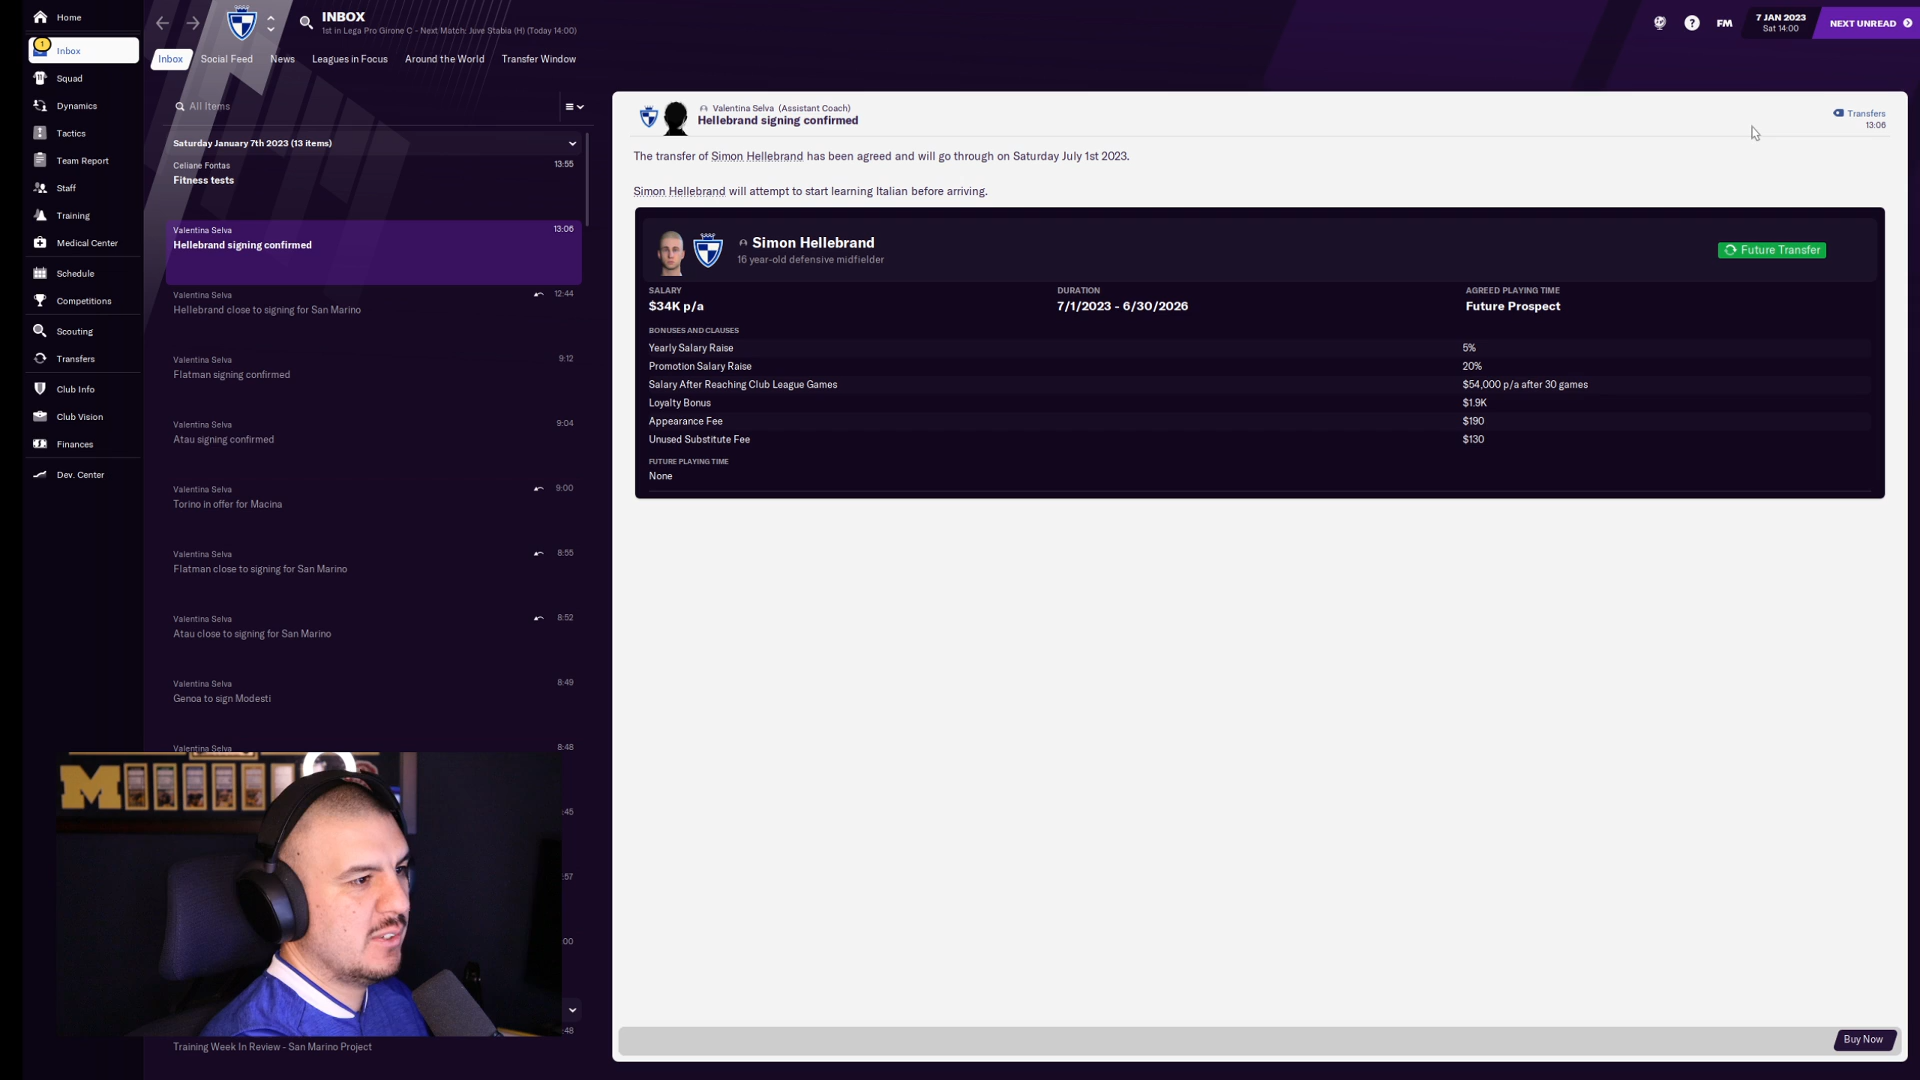 Home
Inbox
Squad
Dynamics
Tactics
Team Report
Staff
Training
Medical Center
Schedule
Competitions
Scouting
Transfers
Club Info
Club Vision
Finances
Dev. Center
1
INBOX
1st in Lega Pro Girone C - Next Match: Juve Stabia (H) (Today 14:00)
Inbox Social Feed News Leagues in Focus Around the World Transfer Window
FM
7 JAN 2023
Sat 14:00
NEXT UNREAD
All Items
Saturday January 7th 2023 (13 items)
Celiane Fontas 13:55
Fitness tests
Valentina Selva 13:06
Hellebrand signing confirmed
Valentina Selva 12:44
Hellebrand close to signing for San Marino
Valentina Selva 9:12
Flatman signing confirmed
Valentina Selva 9:04
Atau signing confirmed
Valentina Selva 9:00
Torino in offer for Macina
Valentina Selva 8:55
Flatman close to signing for San Marino
Valentina Selva 8:52
Atau close to signing for San Marino
Valentina Selva 8:49
Genoa to sign Modesti
Valentina Selva 8:48
:45
:57
:00
:48
Training Week In Review - San Marino Project
M
Valentina Selva (Assistant Coach)
Hellebrand signing confirmed
Transfers
13:06
The transfer of Simon Hellebrand has been agreed and will go through on Saturday July 1st 2023.
Simon Hellebrand will attempt to start learning Italian before arriving.
Simon Hellebrand
16 year-old defensive midfielder
Future Transfer
SALARY DURATION AGREED PLAYING TIME
$34K p/a 7/1/2023 - 6/30/2026 Future Prospect
BONUSES AND CLAUSES
Yearly Salary Raise 5%
Promotion Salary Raise 20%
Salary After Reaching Club League Games $54,000 p/a after 30 games
Loyalty Bonus $1.9K
Appearance Fee $190
Unused Substitute Fee $130
FUTURE PLAYING TIME
None
Buy Now